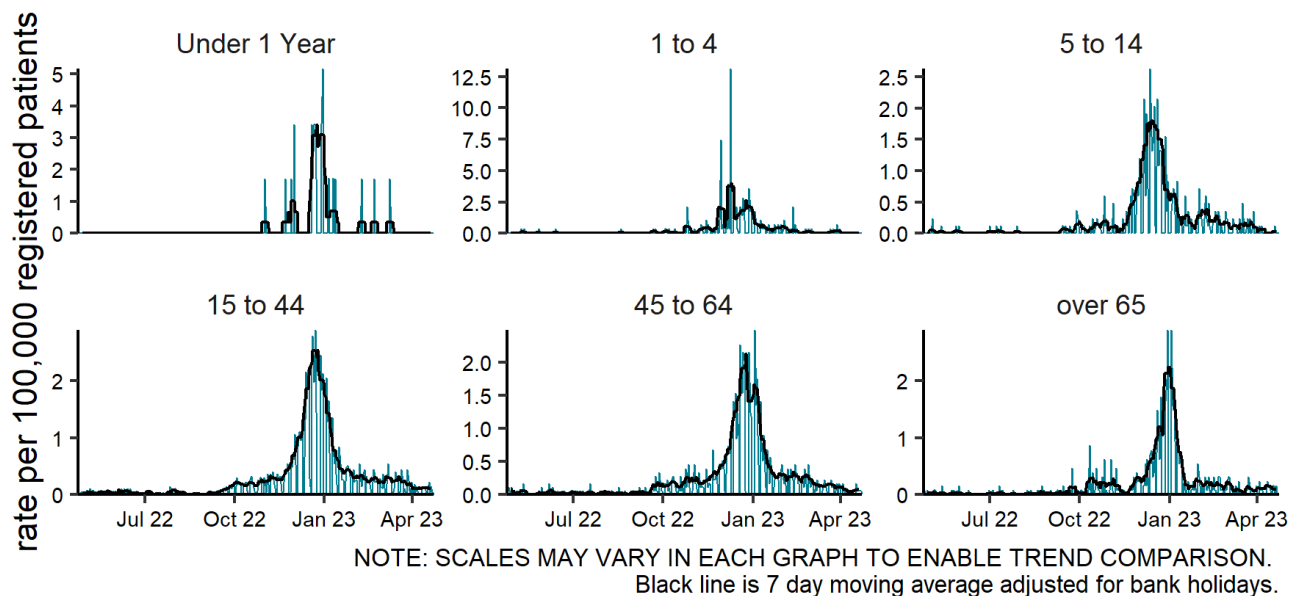 rate per 100,000 registered patients
Under 1 Year
5
4
3
2
1
0
1 to 4
12.5
10.0
7.5
5.0
2.5
0.0
5 to 14
2.5
2.0
1.5
1.0
0.5
0.0
15 to 44
2
1
0
Jul 22 Oct 22 Jan 23 Apr 23
45 to 64
2.0
1.5
1.0
0.5
0.0
Jul 22 Oct 22 Jan 23 Apr 23
over 65
2
1
0
Jul 22 Oct 22 Jan 23 Apr 23
NOTE: SCALES MAY VARY IN EACH GRAPH TO ENABLE TREND COMPARISON.
Black line is 7 day moving average adjusted for bank holidays.